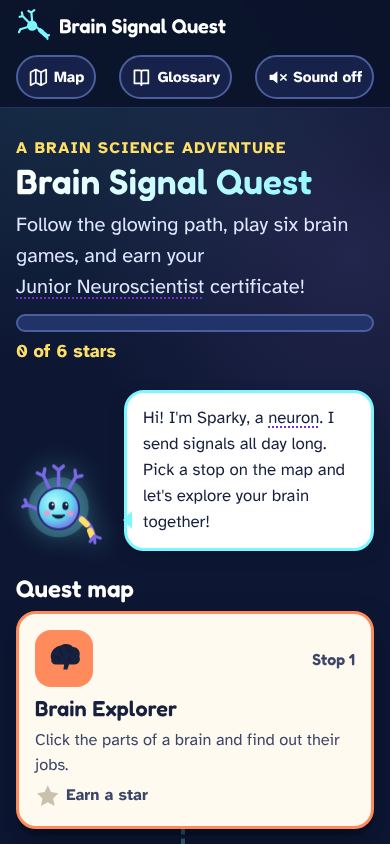 Brain Signal Quest
Map
Glossary
Sound off
A BRAIN SCIENCE ADVENTURE
Brain Signal Quest
Follow the glowing path, play six brain
games, and earn your
Junior Neuroscientist certificate!
0 of 6 stars
Hi! I'm Sparky, a neuron. I
send signals all day long.
Pick a stop on the map and
let's explore your brain
together!
Quest map
Stop 1
Brain Explorer
Click the parts of a brain and find out their
jobs.
Earn a star